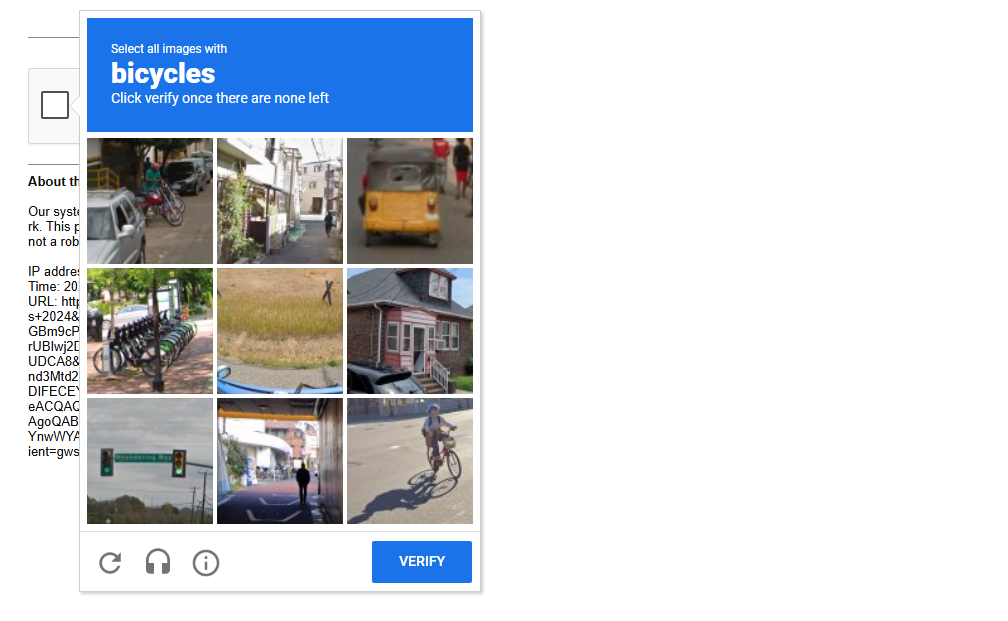 Select all images with
bicycles
Click verify once there are none left
About th
Our syste
rk. This p
not a rob
IP addres
Time: 20
URL: http
s+2024&
GBm9cP
rUBIwj2D
UDCA8&
nd3Mtd2
DIFECEY
eACQAQ
AgoQAB
YnwWYA
ient=gws
VERIFY